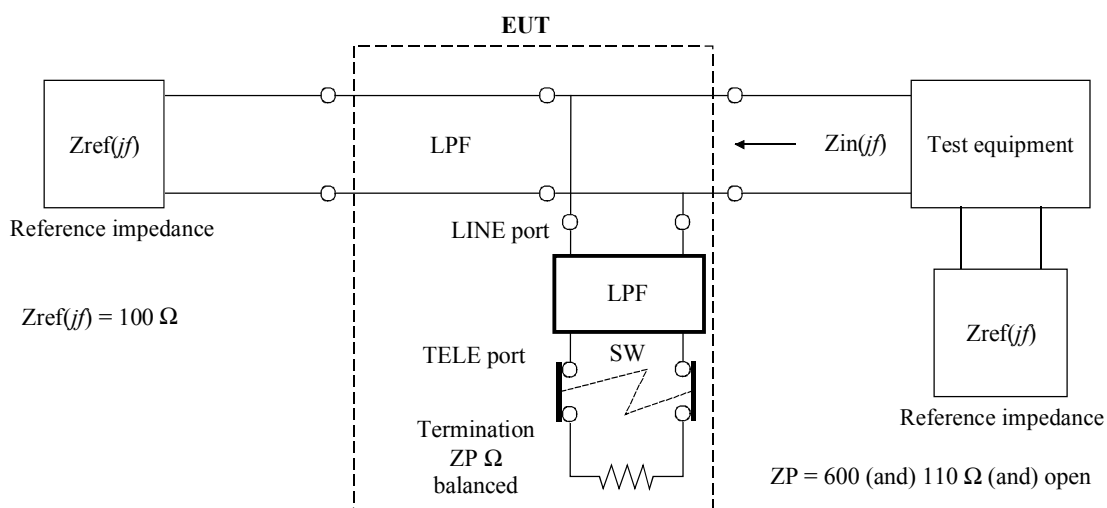 EUT
Zref(jf)
LPF
Zin(jf)
Test equipment
Reference impedance
LINE port
LPF
Zref(jf) = 100 Ω
Zref(jf)
TELE port
SW
Reference impedance
Termination
ZP Ω
balanced
ZP = 600 (and) 110 Ω (and) open